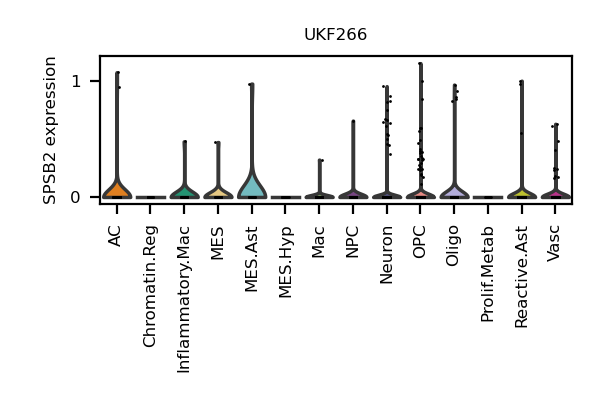 UKF266
SPSB2 expression
1
0
AC
Chromatin.Reg
Inflammatory.Mac
MES
MES.Ast
MES.Hyp
Mac
NPC
Neuron
OPC
Oligo
Prolif.Metab
Reactive.Ast
Vasc